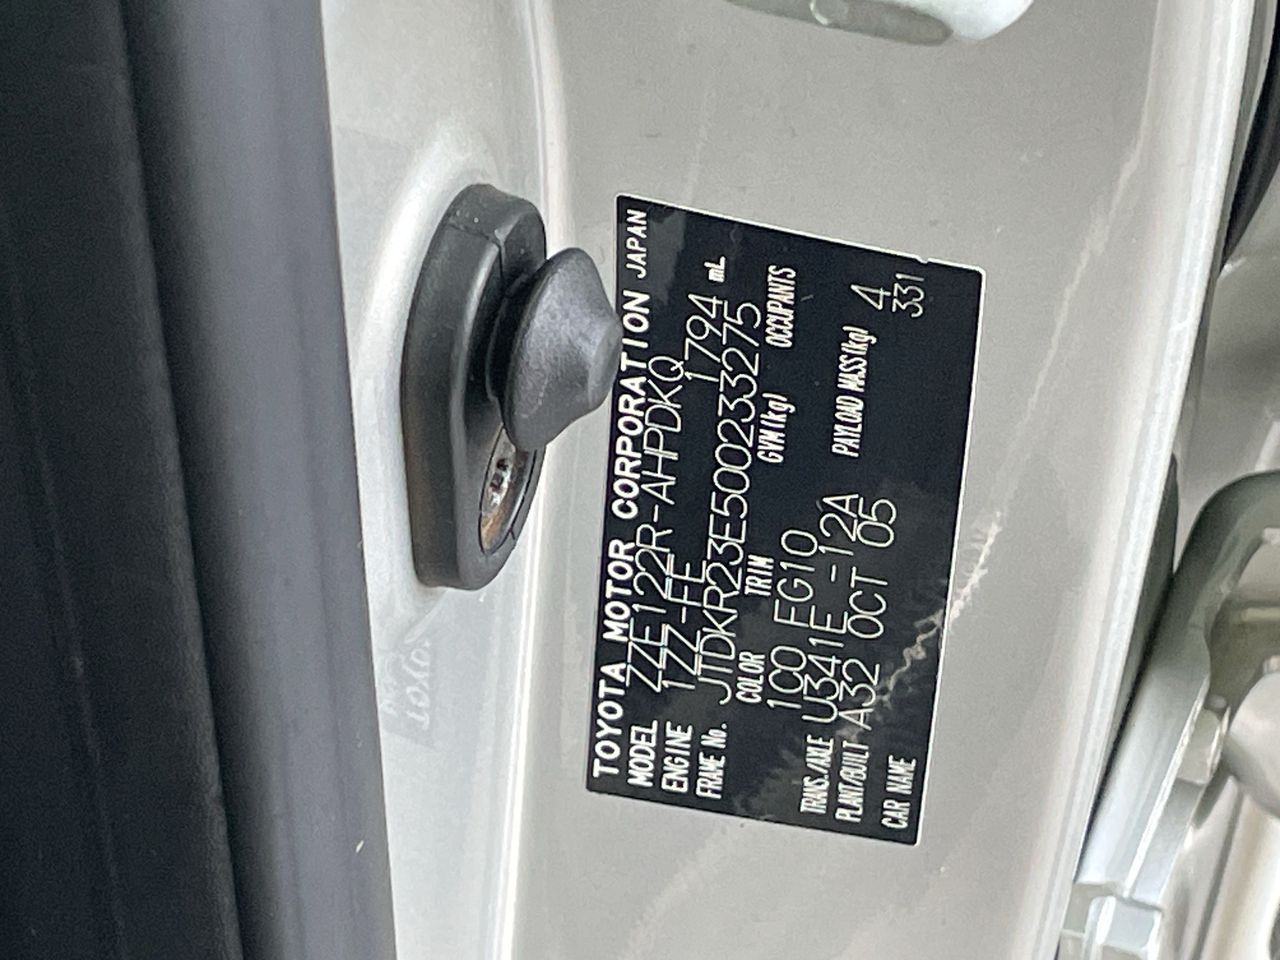 TOYOTA MOTOR CORPORATION JAPAN
MODEL ZZE122R-AHPDKQ
ENGINE 1ZZ-FE 1794 mL
FRAME No. JTDKR23E500233275
COLOR TRIM GVM(kg) OCCUPANTS
1C0 FG10
TRANS./AXLE U341E -12A PAYLOAD MASS(kg) 4
PLANT/BUILT A32 OCT 05 331
CAR NAME